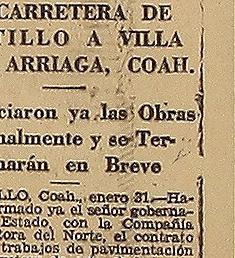 CARRETERA DE
TILLO A VILLA
ARRIAGA, COAH.
ciaron ya las Obras
nalmente y se Ter-
narán en Breve
LLO, Coah., enero 31.—Ha-
rmado ya el señor goberna-
Estado, con la Compañía
tora del Norte, el contrato
trabajos de pavimentación